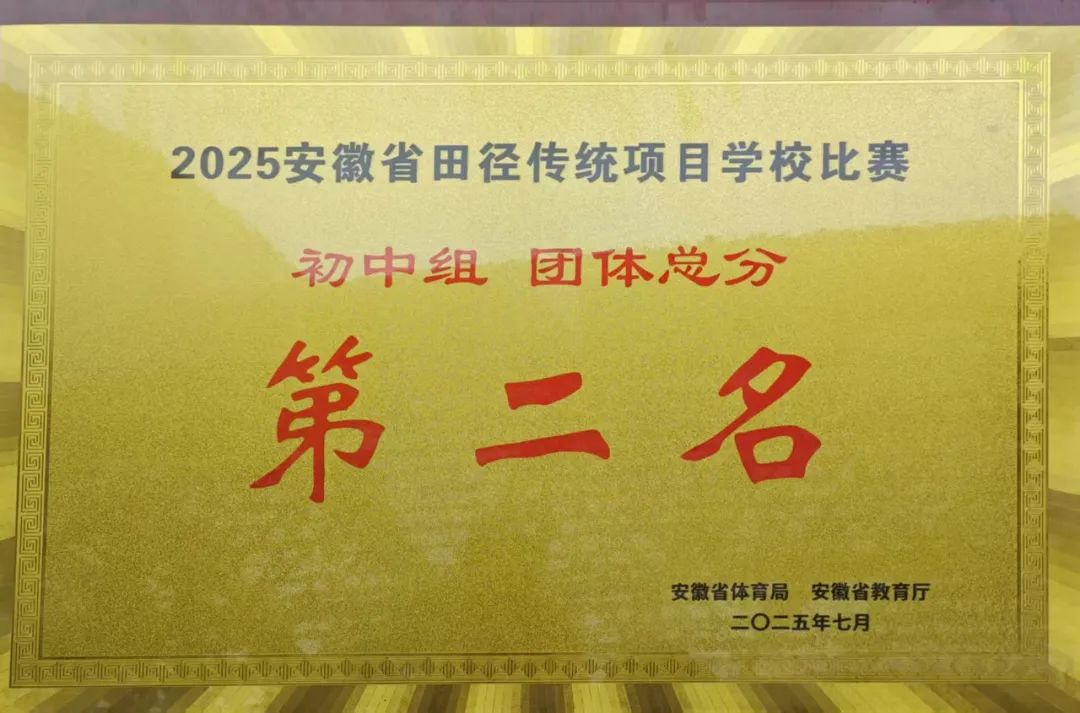 2025安徽省田径传统项目学校比赛
初中组 团体总分
第二名
安徽省体育局 安徽省教育厅
二〇二五年七月